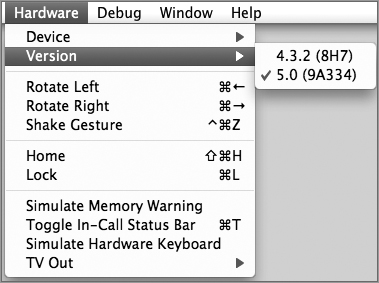 Hardware Debug Window Help
Device ▶
Version ▶
4.3.2 (8H7)
✓ 5.0 (9A334)
Rotate Left ⌘←
Rotate Right ⌘→
Shake Gesture ^⌘Z
Home ⇧⌘H
Lock ⌘L
Simulate Memory Warning
Toggle In-Call Status Bar ⌘T
Simulate Hardware Keyboard
TV Out ▶